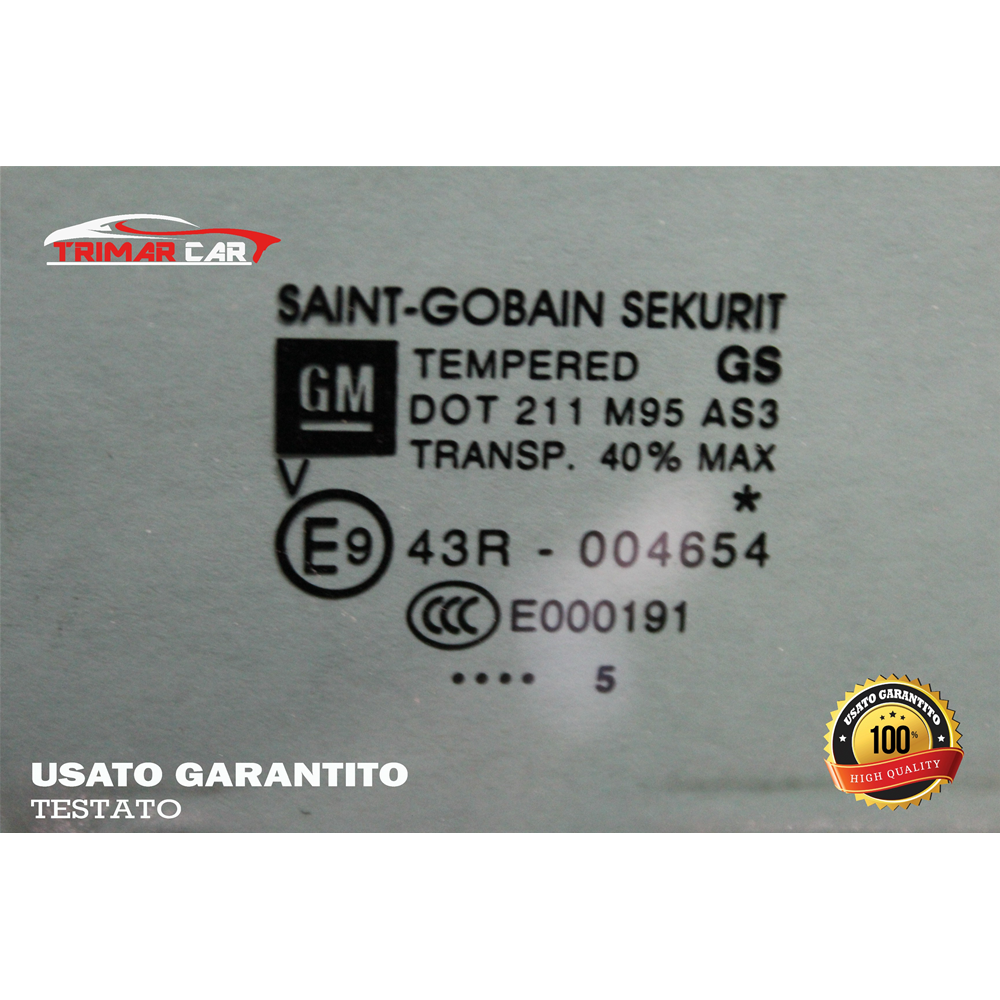 TRIMAR CAR
SAINT-GOBAIN SEKURIT
GM TEMPERED GS
DOT 211 M95 AS3
TRANSP. 40% MAX
V *
E9 43R - 004654
CCC E000191
•••• 5
USATO GARANTITO
100%
HIGH QUALITY
USATO GARANTITO
TESTATO